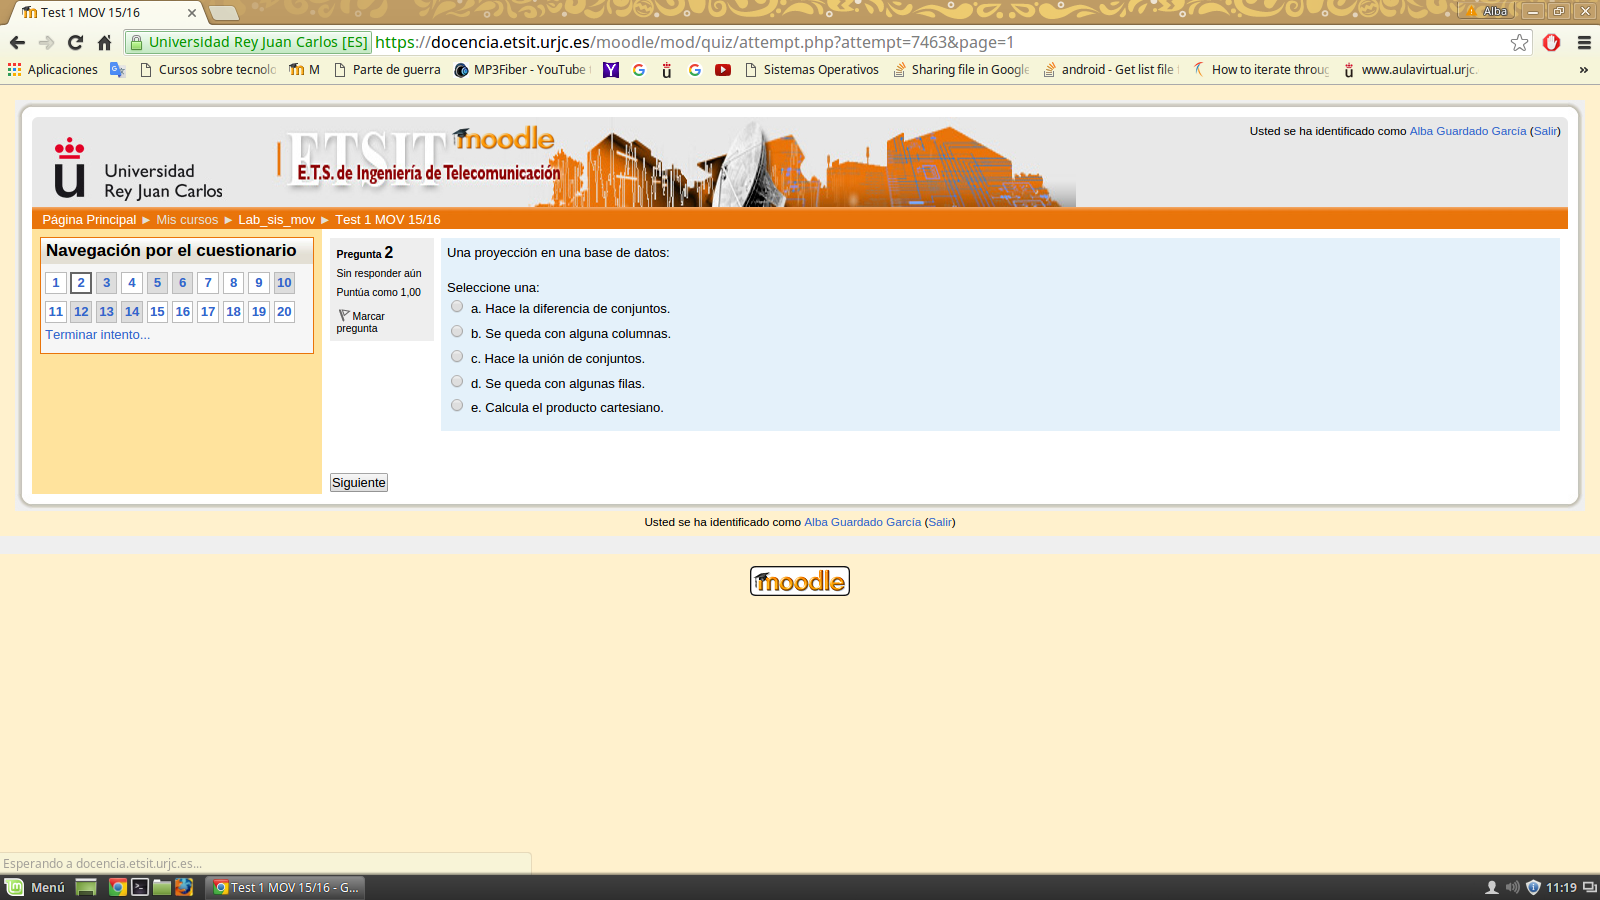 Test 1 MOV 15/16
Alba
Universidad Rey Juan Carlos [ES] https://docencia.etsit.urjc.es/moodle/mod/quiz/attempt.php?attempt=7463&page=1
Aplicaciones Cursos sobre tecnolo M Parte de guerra MP3Fiber - YouTube Sistemas Operativos Sharing file in Google android - Get list file How to iterate throug www.aulavirtual.urjc. »
Universidad
Rey Juan Carlos
ETSIT moodle
E.T.S. de Ingeniería de Telecomunicación
Usted se ha identificado como Alba Guardado García (Salir)
Página Principal ► Mis cursos ► Lab_sis_mov ► Test 1 MOV 15/16
Navegación por el cuestionario
1 2 3 4 5 6 7 8 9 10
11 12 13 14 15 16 17 18 19 20
Terminar intento...
Pregunta 2
Sin responder aún
Puntúa como 1,00
Marcar
pregunta
Una proyección en una base de datos:
Seleccione una:
a. Hace la diferencia de conjuntos.
b. Se queda con alguna columnas.
c. Hace la unión de conjuntos.
d. Se queda con algunas filas.
e. Calcula el producto cartesiano.
Siguiente
Usted se ha identificado como Alba Guardado García (Salir)
moodle
Esperando a docencia.etsit.urjc.es...
Menú Test 1 MOV 15/16 - G... 11:19